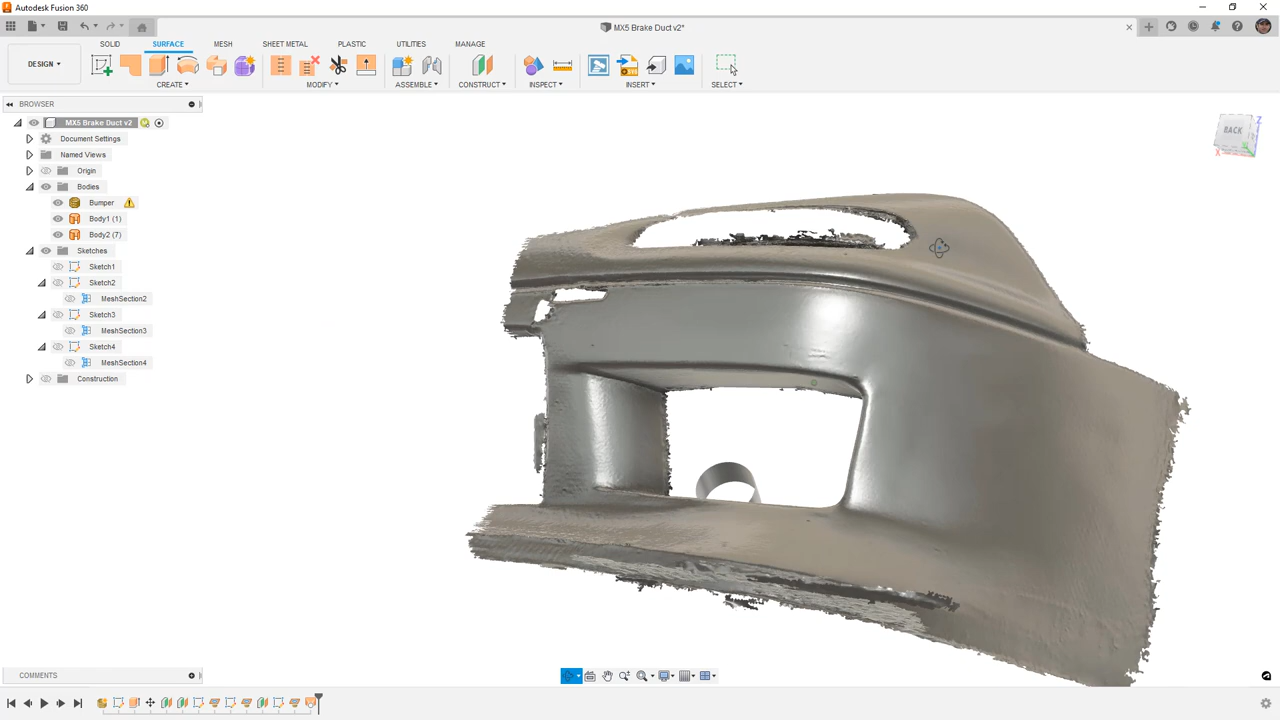 Autodesk Fusion 360
MX5 Brake Duct v2*
DESIGN
SOLID SURFACE MESH SHEET METAL PLASTIC UTILITIES MANAGE
CREATE MODIFY ASSEMBLE CONSTRUCT INSPECT INSERT SELECT
BROWSER
MX5 Brake Duct v2
Document Settings
Named Views
Origin
Bodies
Bumper
Body1 (1)
Body2 (7)
Sketches
Sketch1
Sketch2
MeshSection2
Sketch3
MeshSection3
Sketch4
MeshSection4
Construction
BACK
Z
X
COMMENTS